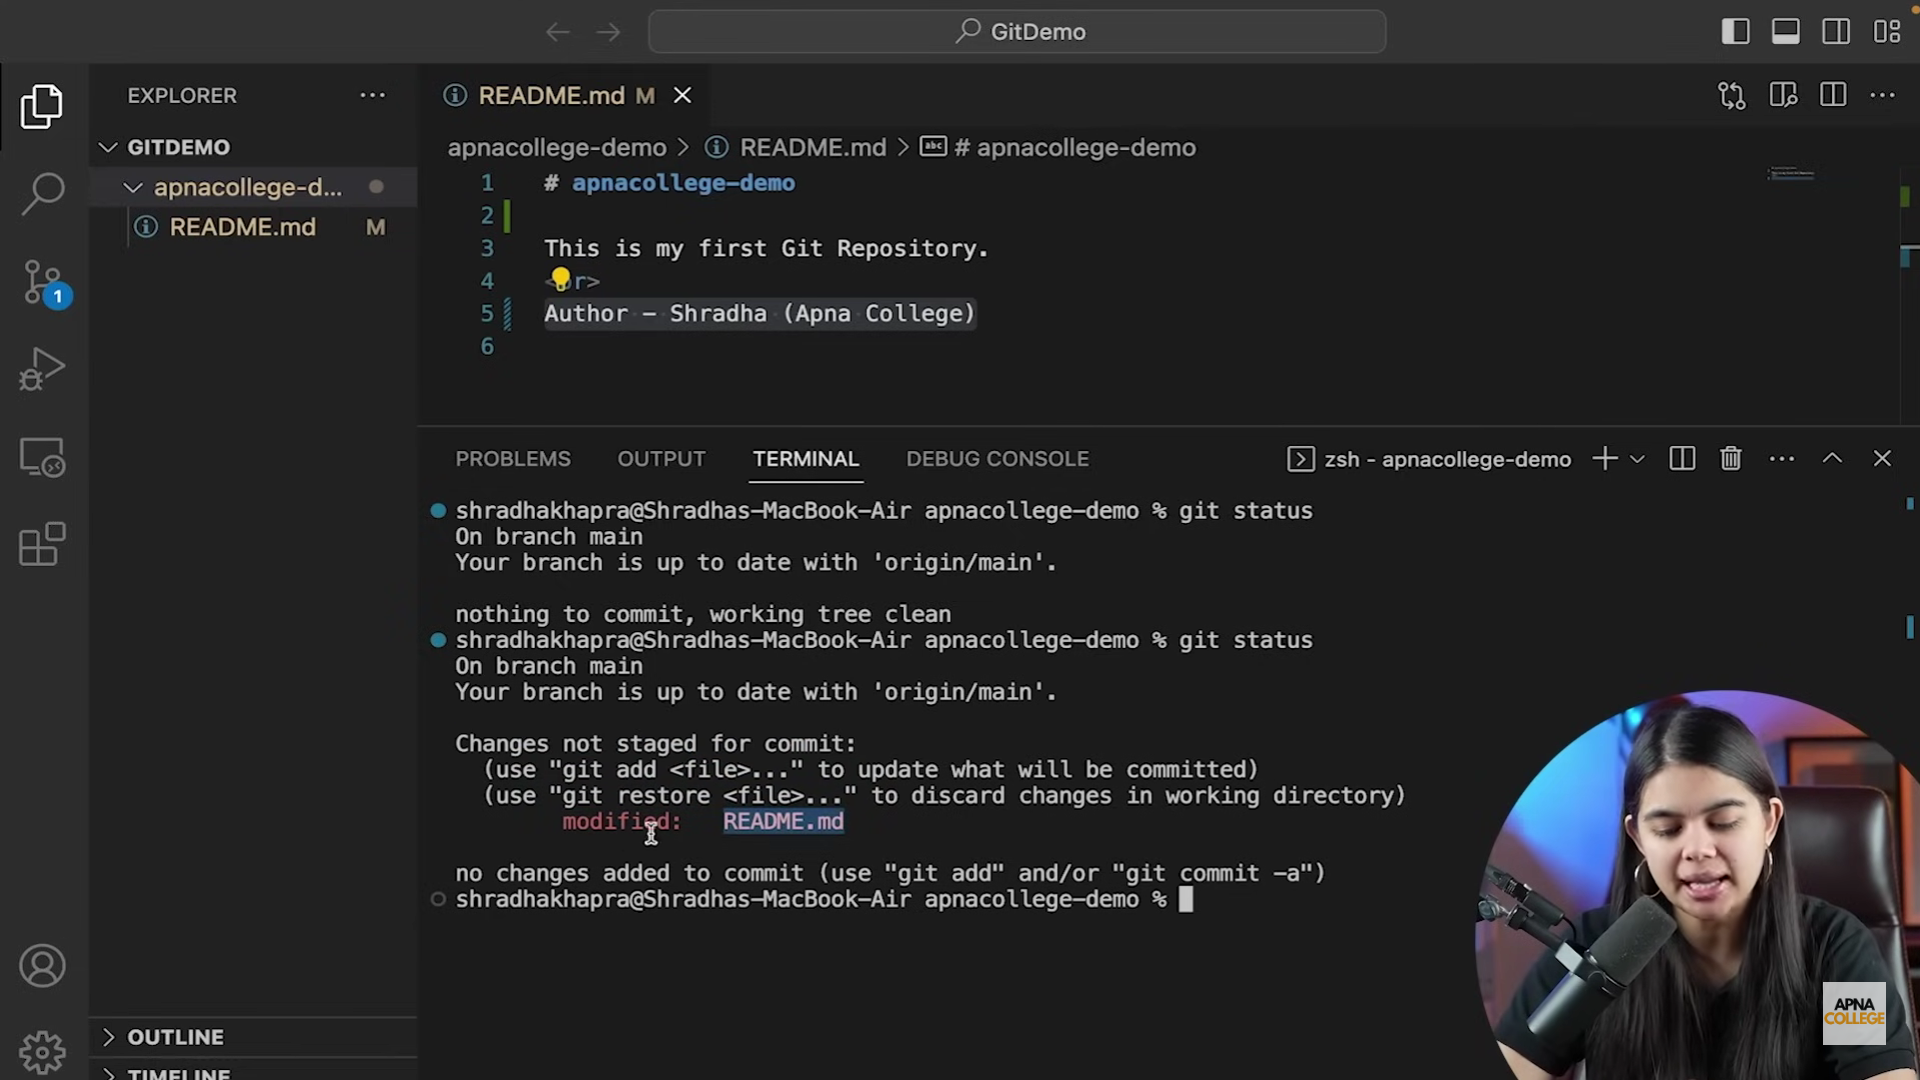 GitDemo
EXPLORER
GITDEMO
apnacollege-d...
README.md M
1
README.md M
apnacollege-demo > README.md > # apnacollege-demo
1 # apnacollege-demo
2
3 This is my first Git Repository.
4 <br>
5 Author - Shradha (Apna College)
6
PROBLEMS OUTPUT TERMINAL DEBUG CONSOLE
zsh - apnacollege-demo
shradhakhapra@Shradhas-MacBook-Air apnacollege-demo % git status
On branch main
Your branch is up to date with 'origin/main'.
nothing to commit, working tree clean
shradhakhapra@Shradhas-MacBook-Air apnacollege-demo % git status
On branch main
Your branch is up to date with 'origin/main'.
Changes not staged for commit:
(use "git add <file>..." to update what will be committed)
(use "git restore <file>..." to discard changes in working directory)
modified: README.md
no changes added to commit (use "git add" and/or "git commit -a")
shradhakhapra@Shradhas-MacBook-Air apnacollege-demo %
OUTLINE
TIMELINE
APNA
COLLEGE